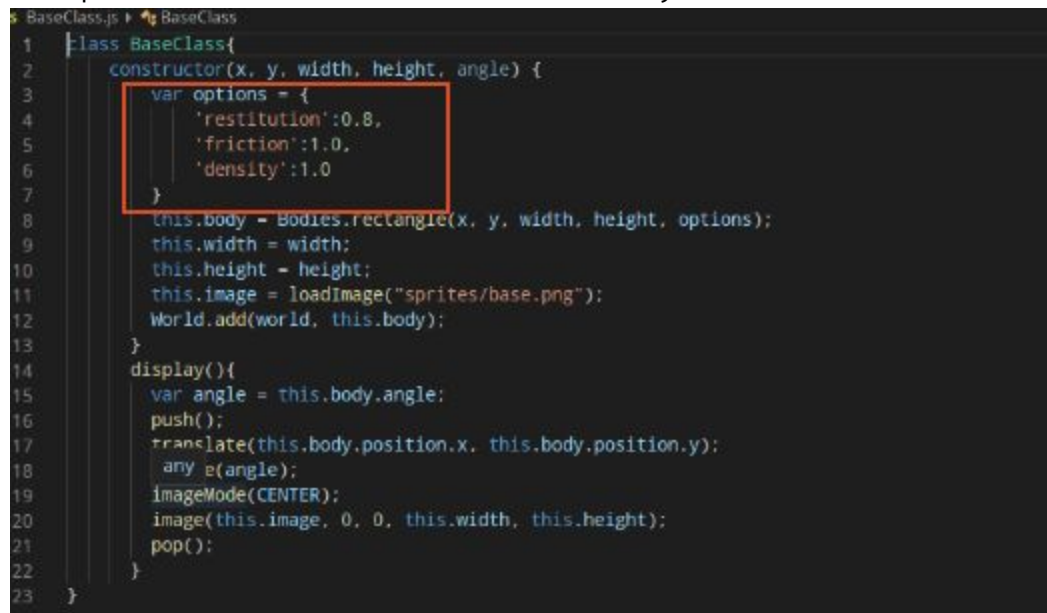 BaseClass.js BaseClass
1 class BaseClass{
2 constructor(x, y, width, height, angle) {
3 var options = {
4 'restitution':0.8,
5 'friction':1.0,
6 'density':1.0
7 }
8 this.body = Bodies.rectangle(x, y, width, height, options);
9 this.width = width;
10 this.height = height;
11 this.image = loadImage("sprites/base.png");
12 World.add(world, this.body);
13 }
14 display(){
15 var angle = this.body.angle;
16 push();
17 translate(this.body.position.x, this.body.position.y);
18 any e(angle);
19 imageMode(CENTER);
20 image(this.image, 0, 0, this.width, this.height);
21 pop();
22 }
23 }